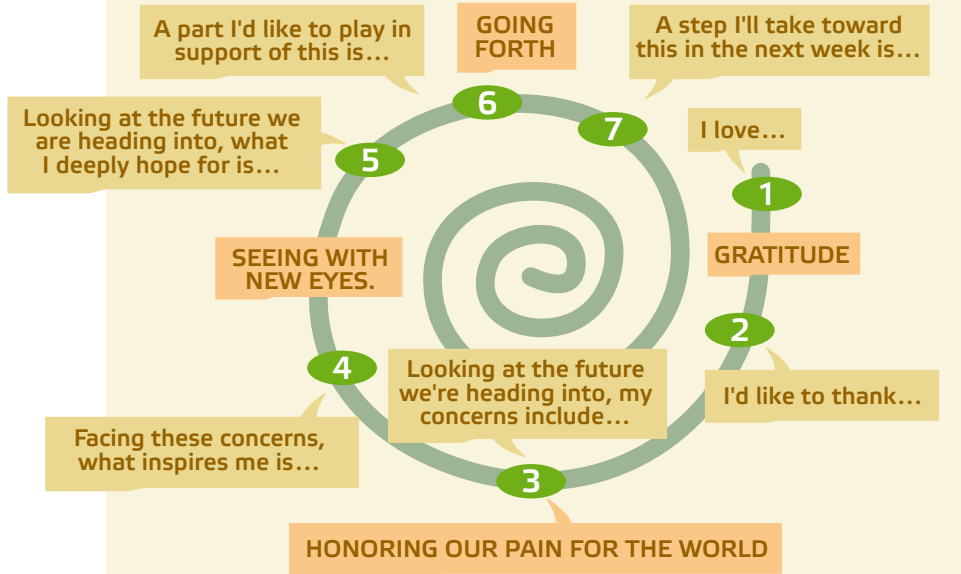 A part I'd like to play in
support of this is...
GOING
FORTH
A step I'll take toward
this in the next week is...
6
7
Looking at the future we
are heading into, what
I deeply hope for is...
5
I love...
1
SEEING WITH
NEW EYES.
GRATITUDE
2
4
Looking at the future
we're heading into, my
concerns include...
I'd like to thank...
Facing these concerns,
what inspires me is...
3
HONORING OUR PAIN FOR THE WORLD